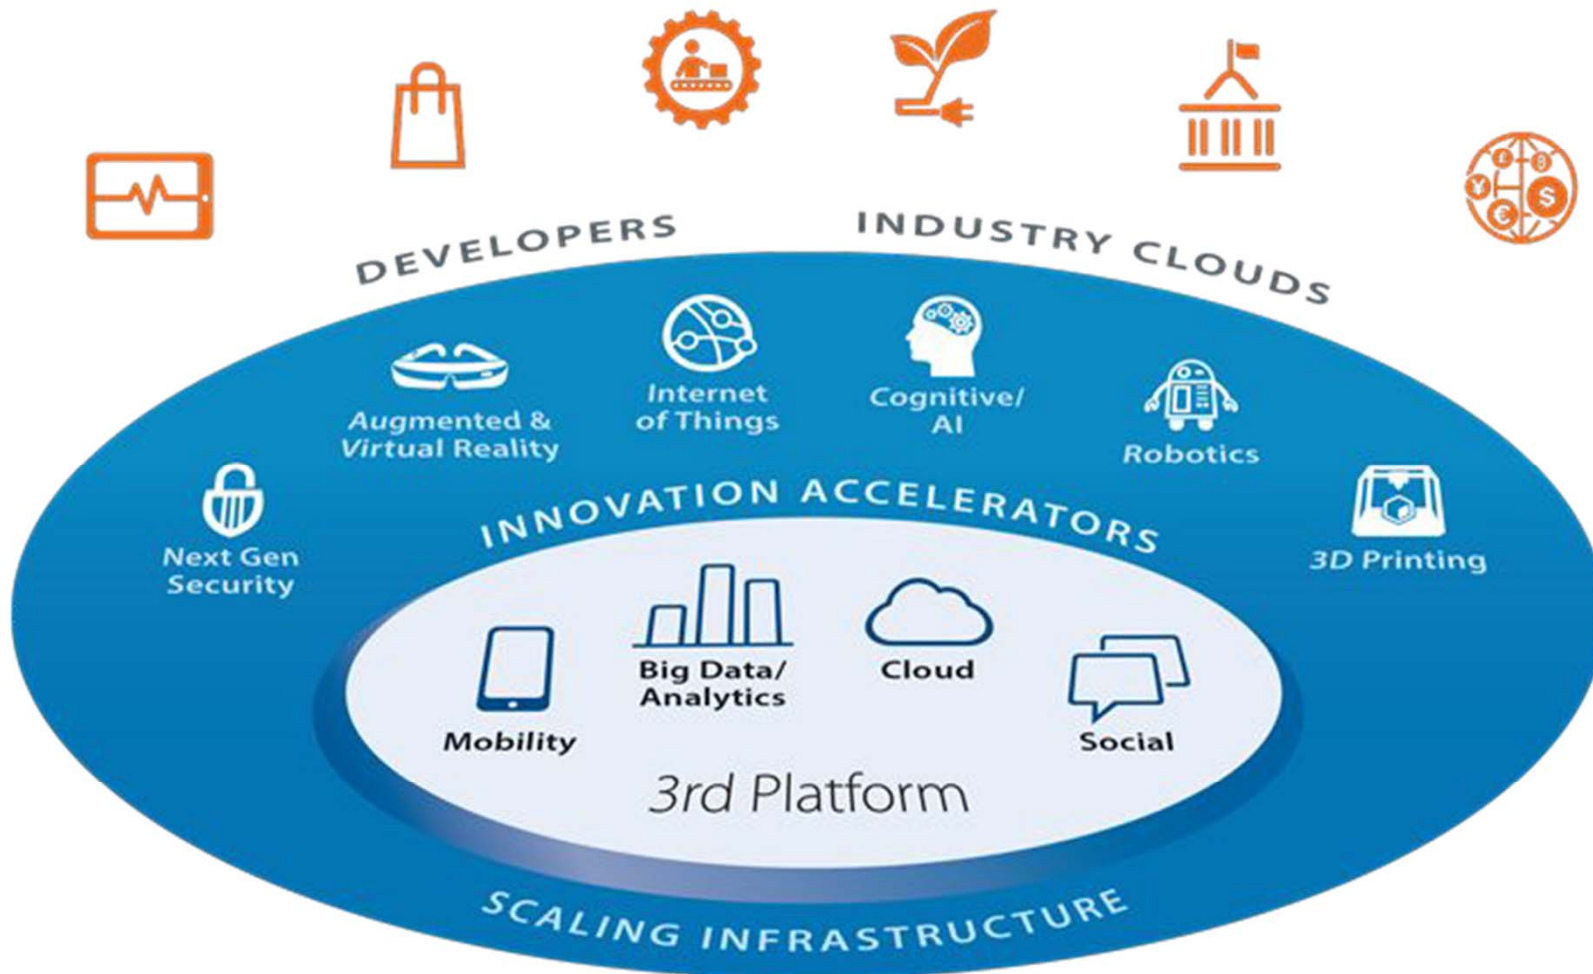 DEVELOPERS
INDUSTRY CLOUDS
Augmented &
Virtual Reality
Internet
of Things
Cognitive/
AI
Robotics
Next Gen
Security
3D Printing
INNOVATION ACCELERATORS
Mobility
Big Data/
Analytics
Cloud
Social
3rd Platform
SCALING INFRASTRUCTURE
£
฿
¥
$
€